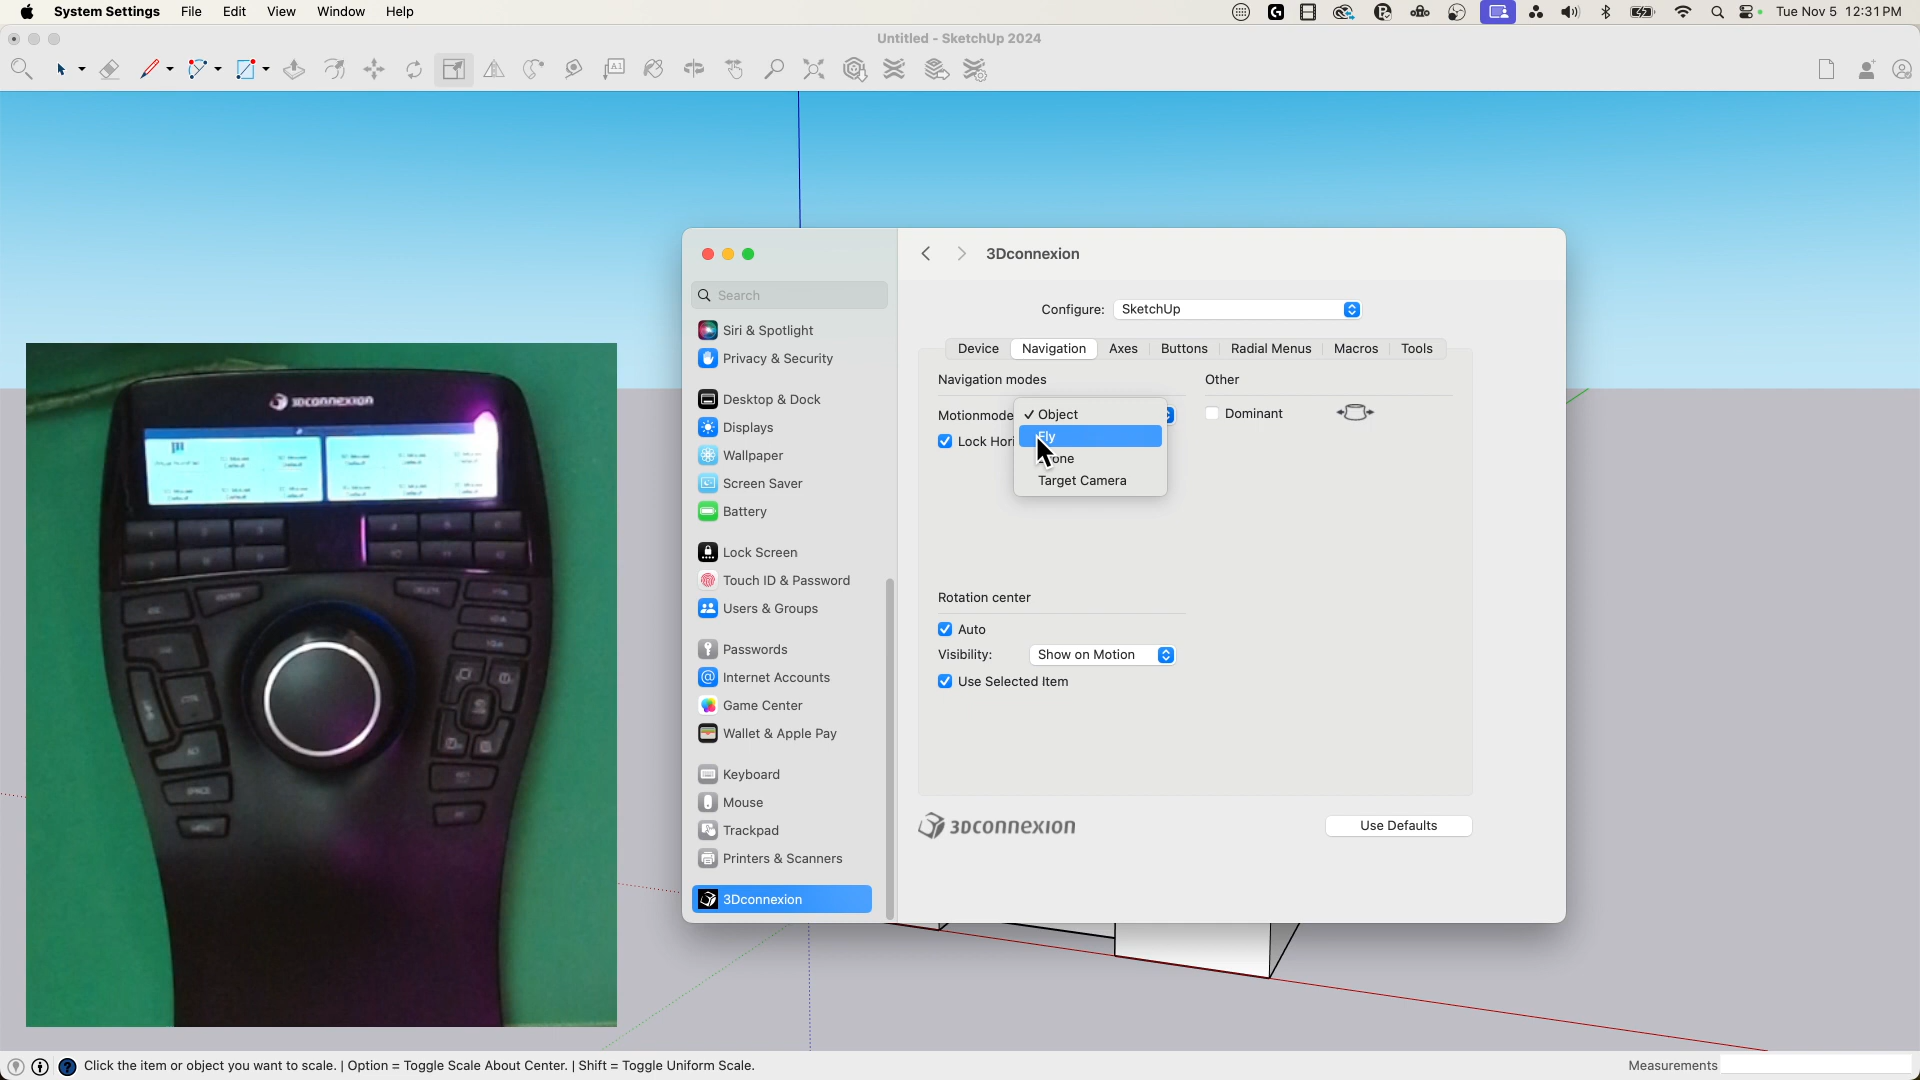 System Settings File Edit View Window Help Tue Nov 5 12:31 PM
Untitled - SketchUp 2024
A1
3Dconnexion
Search
Configure: SketchUp
Siri & Spotlight
Privacy & Security
Device Navigation Axes Buttons Radial Menus Macros Tools
Navigation modes Other
Desktop & Dock
Motionmode Object Dominant
Displays
Fly
Lock Hori
Wallpaper
Target Camera
Screen Saver
Battery
Lock Screen
Touch ID & Password
Users & Groups
Rotation center
Auto
Passwords
Visibility: Show on Motion
Internet Accounts
Use Selected Item
Game Center
Wallet & Apple Pay
Keyboard
Mouse
Trackpad
3Dconnexion Use Defaults
Printers & Scanners
3Dconnexion
3Dconnexion
Click the item or object you want to scale. | Option = Toggle Scale About Center. | Shift = Toggle Uniform Scale. Measurements